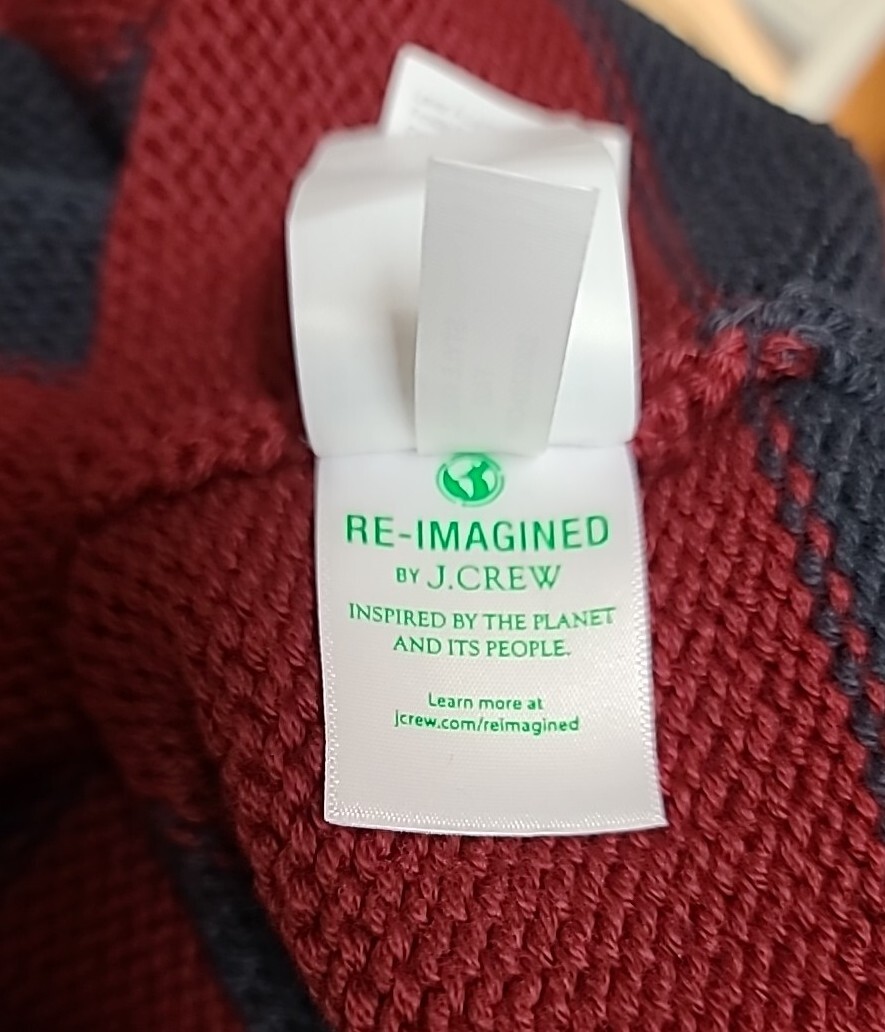 RE-IMAGINED
BY J.CREW
INSPIRED BY THE PLANET
AND ITS PEOPLE.
Learn more at
jcrew.com/reimagined